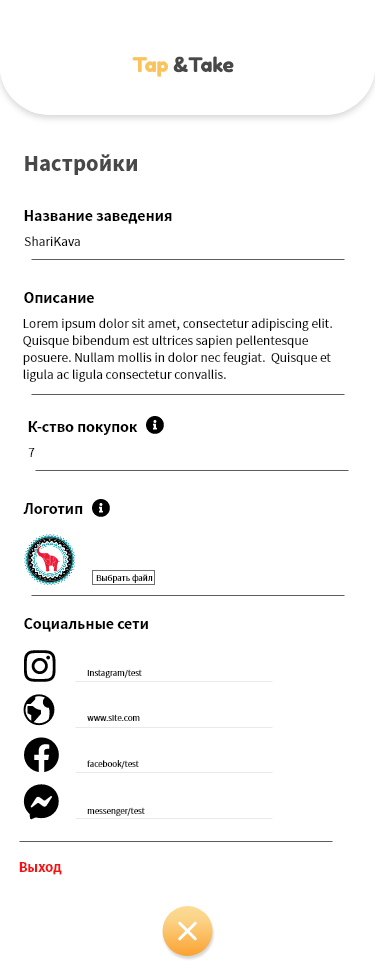 Tap &Take
Настройки
Название заведения
ShariKava
Описание
Lorem ipsum dolor sit amet, consectetur adipiscing elit.
Quisque bibendum est ultrices sapien pellentesque
posuere. Nullam mollis in dolor nec feugiat. Quisque et
ligula ac ligula consectetur convallis.
К-ство покупок
7
Логотип
Выбрать файл
Социальные сети
instagram/test
www.site.com
facebook/test
messenger/test
Выход